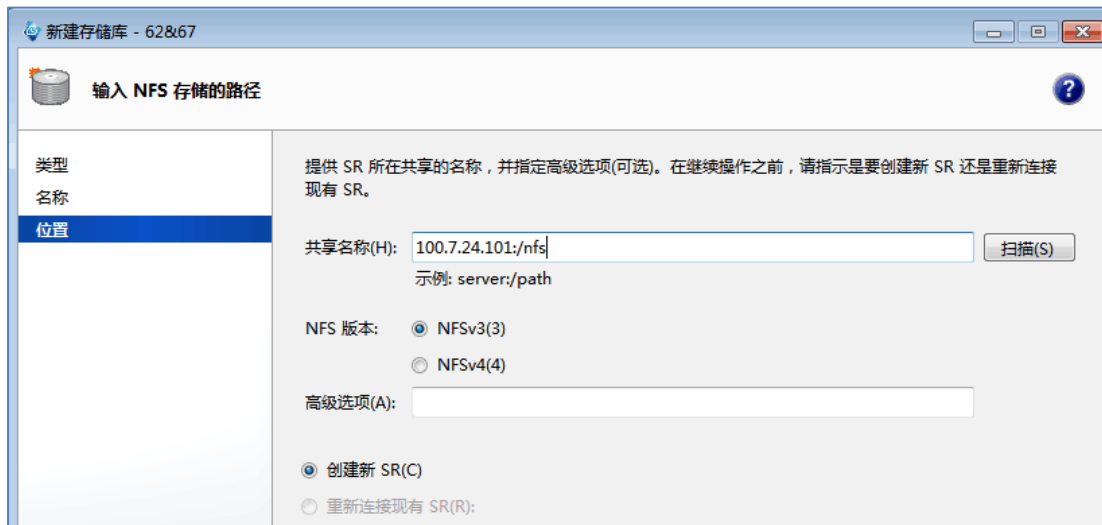 新建存储库 - 62&67
输入 NFS 存储的路径
?
类型
名称
位置
提供 SR 所在共享的名称，并指定高级选项(可选)。在继续操作之前，请指示是要创建新 SR 还是重新连接
现有 SR。
共享名称(H): 100.7.24.101:/nfs 扫描(S)
示例: server:/path
NFS 版本: NFSv3(3)
NFSv4(4)
高级选项(A):
创建新 SR(C)
重新连接现有 SR(R):